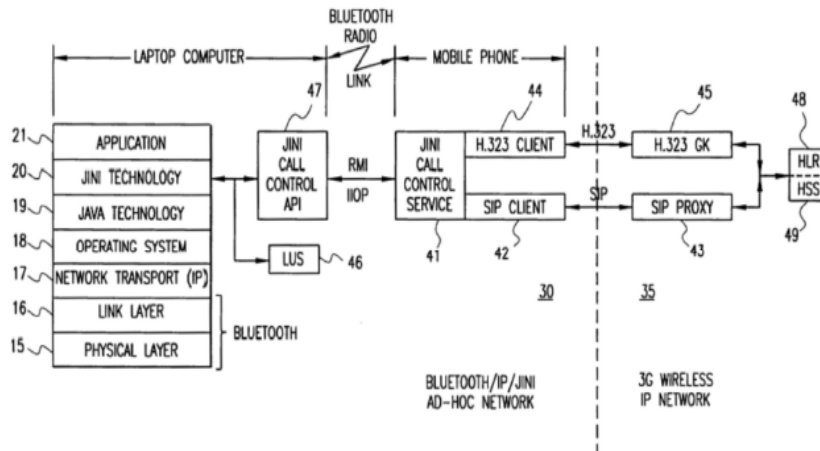 BLUETOOTH
RADIO
LINK
LAPTOP COMPUTER
MOBILE PHONE
47
44
45
48
21
APPLICATION
20
JINI TECHNOLOGY
19
JAVA TECHNOLOGY
18
OPERATING SYSTEM
17
NETWORK TRANSPORT (IP)
16
LINK LAYER
15
PHYSICAL LAYER
BLUETOOTH
JINI
CALL
CONTROL
API
LUS
46
RMI
IIOP
JINI
CALL
CONTROL
SERVICE
41
H.323 CLIENT
SIP CLIENT
42
H.323
SIP
H.323 GK
SIP PROXY
43
HLR
HSS
49
30
35
BLUETOOTH/IP/JINI
AD-HOC NETWORK
3G WIRELESS
IP NETWORK